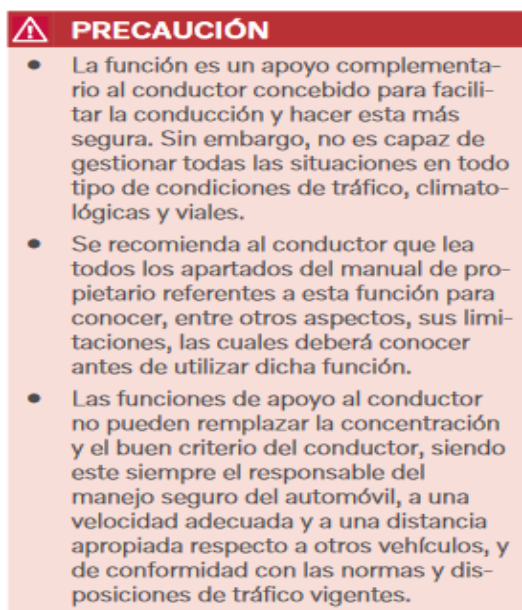 PRECAUCIÓN
● La función es un apoyo complementa-
rio al conductor concebido para facili-
tar la conducción y hacer esta más
segura. Sin embargo, no es capaz de
gestionar todas las situaciones en todo
tipo de condiciones de tráfico, climato-
lógicas y viales.
● Se recomienda al conductor que lea
todos los apartados del manual de pro-
pietario referentes a esta función para
conocer, entre otros aspectos, sus limi-
taciones, las cuales deberá conocer
antes de utilizar dicha función.
● Las funciones de apoyo al conductor
no pueden remplazar la concentración
y el buen criterio del conductor, siendo
este siempre el responsable del
manejo seguro del automóvil, a una
velocidad adecuada y a una distancia
apropiada respecto a otros vehículos, y
de conformidad con las normas y dis-
posiciones de tráfico vigentes.